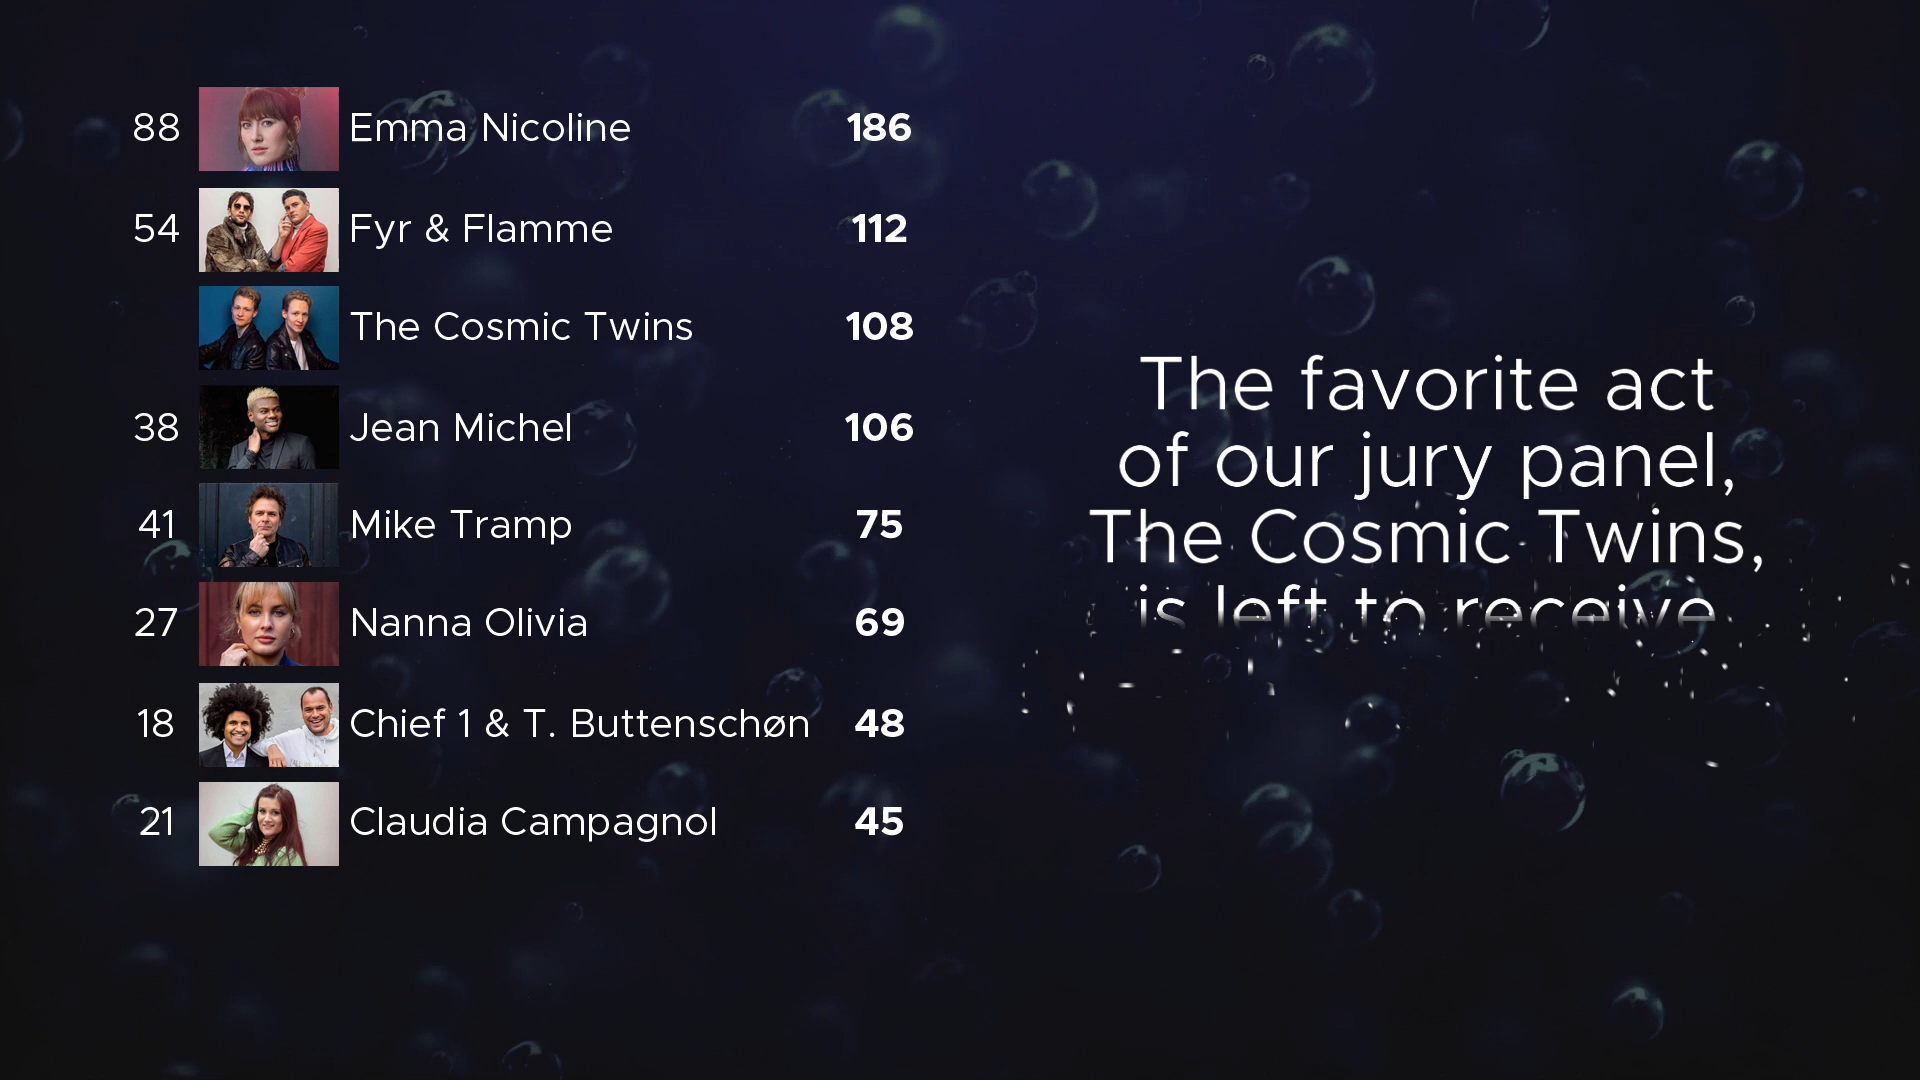 88 Emma Nicoline 186
54 Fyr & Flamme 112
The Cosmic Twins 108
38 Jean Michel 106
41 Mike Tramp 75
27 Nanna Olivia 69
18 Chief 1 & T. Buttenschøn 48
21 Claudia Campagnol 45
The favorite act
of our jury panel,
The Cosmic Twins,
is left to receive